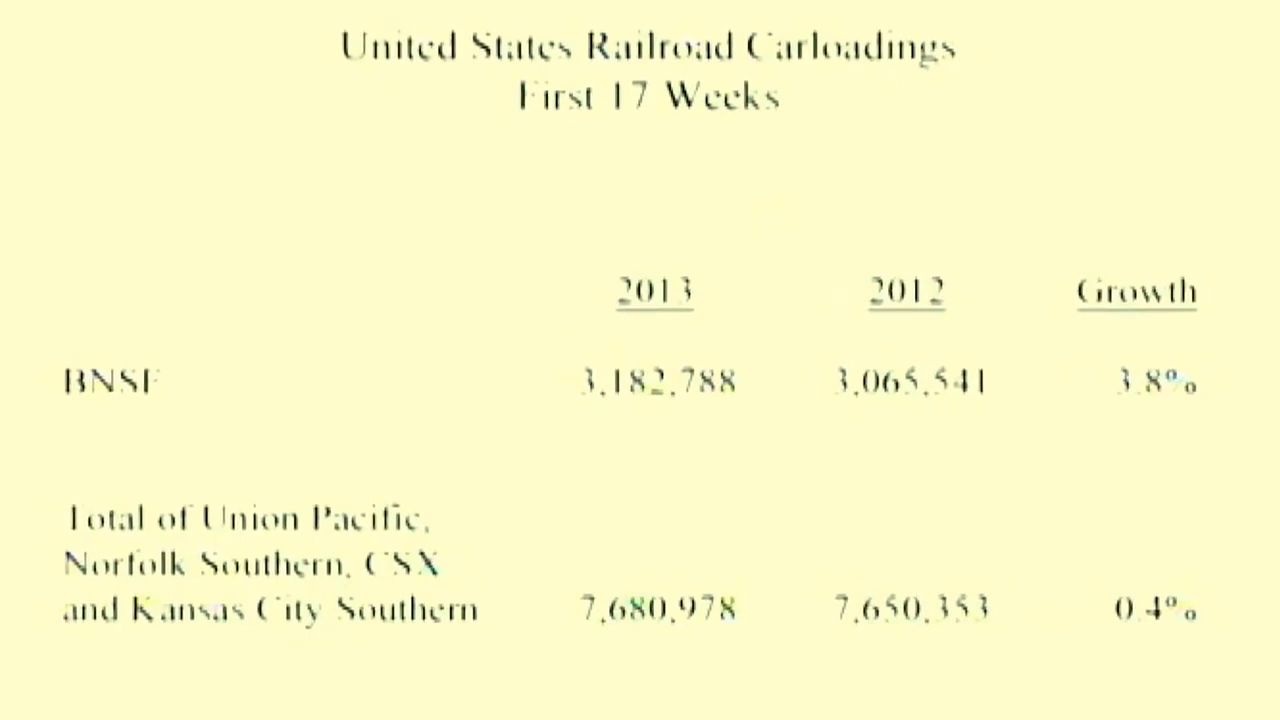 United States Railroad Carloadings
First 17 Weeks
2013 2012 Growth
BNSF 3,182,788 3,065,541 3.8%
Total of Union Pacific,
Norfolk Southern, CSX
and Kansas City Southern 7,680,978 7,650,353 0.4%